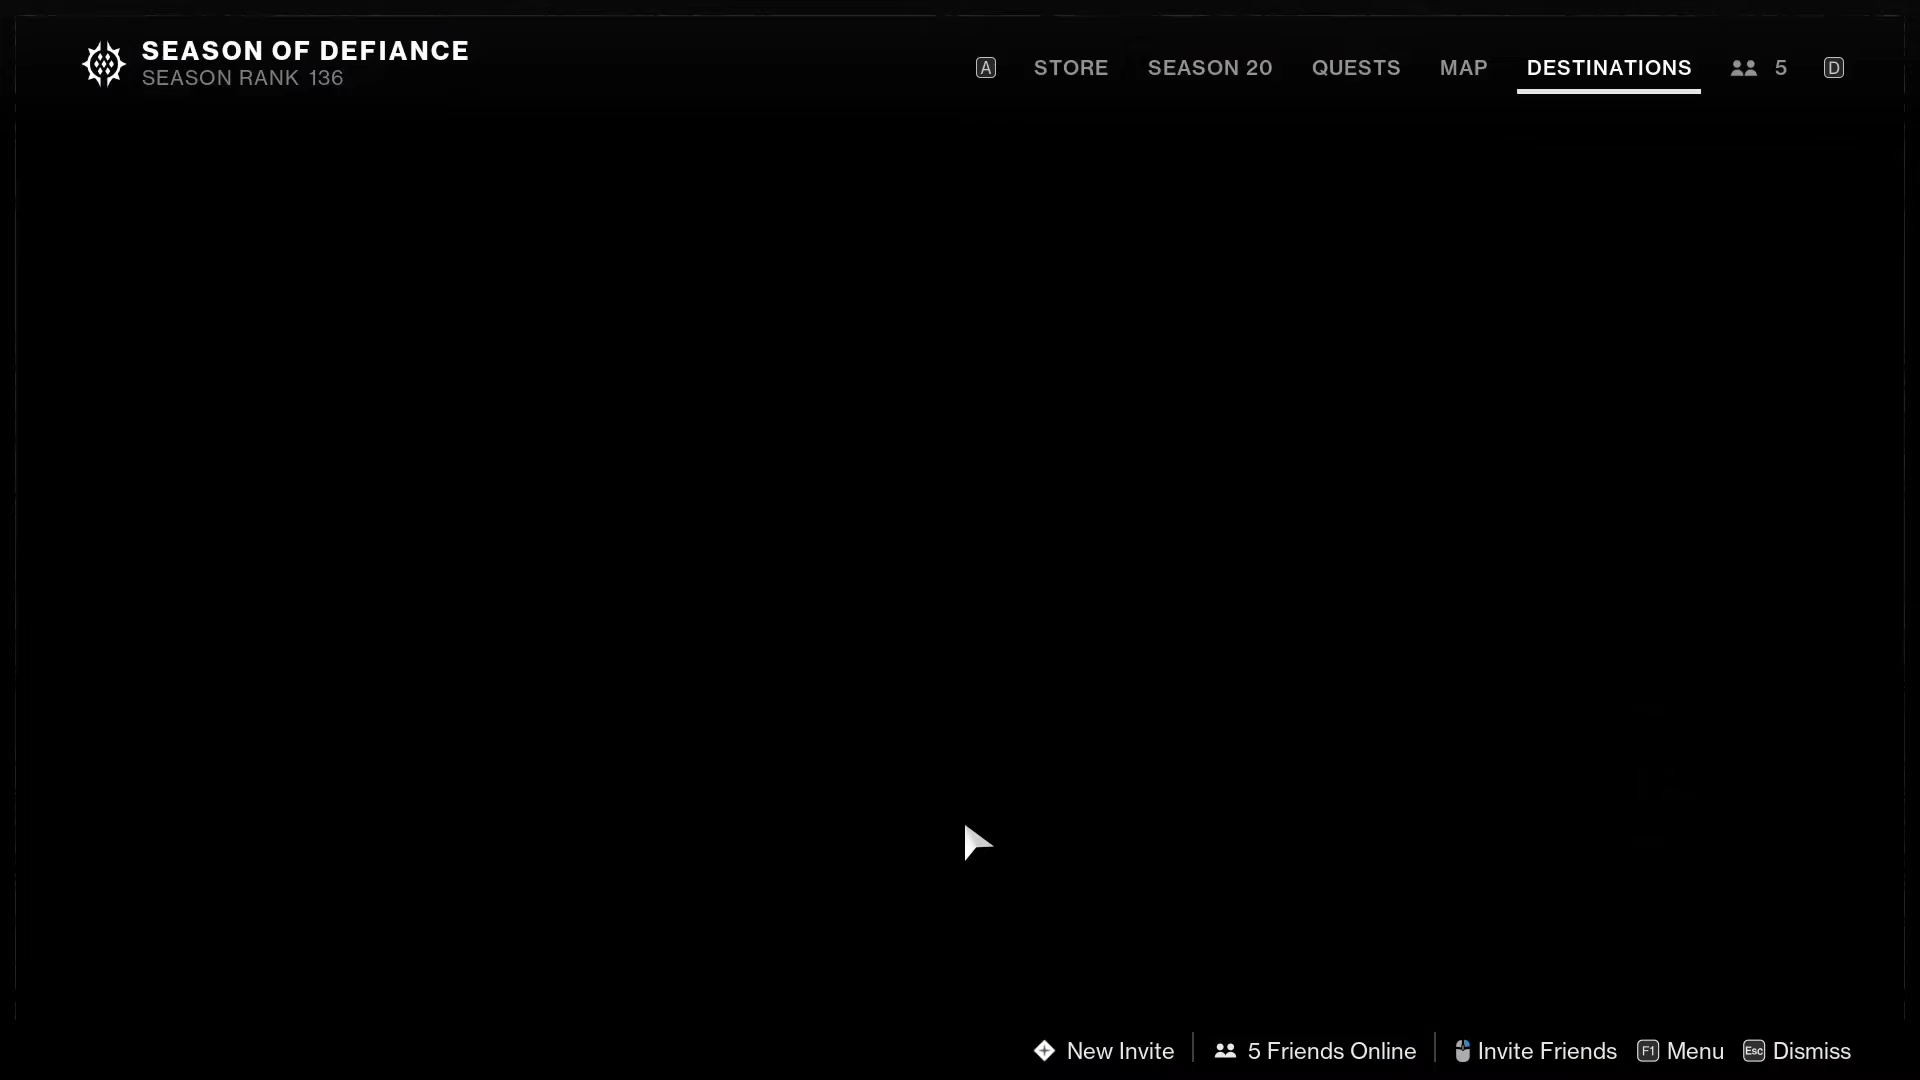 SEASON OF DEFIANCE
SEASON RANK 136
A STORE SEASON 20 QUESTS MAP DESTINATIONS 5 D
New Invite 5 Friends Online Invite Friends F1 Menu Esc Dismiss